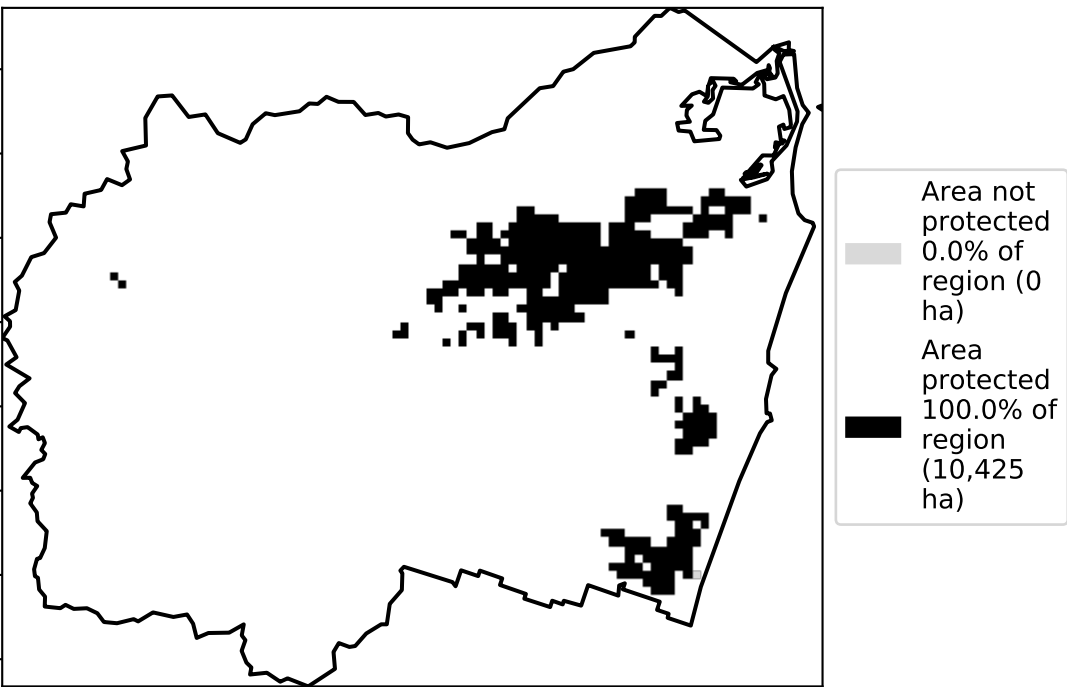 Area not
protected
0.0% of
region (0
ha)
Area
protected
100.0% of
region
(10,425
ha)